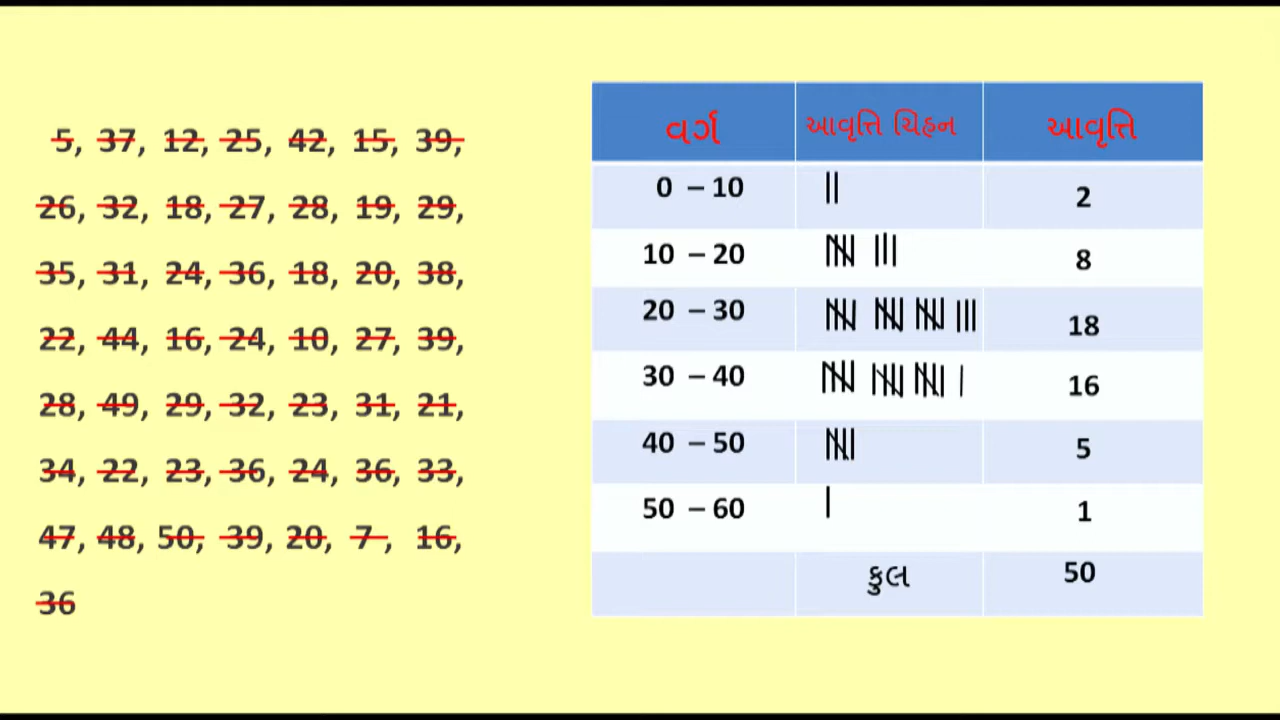 5, 37, 12, 25, 42, 15, 39,
26, 32, 18, 27, 28, 19, 29,
35, 31, 24, 36, 18, 20, 38,
22, 44, 16, 24, 10, 27, 39,
28, 49, 29, 32, 23, 31, 21,
34, 22, 23, 36, 24, 36, 33,
47, 48, 50, 39, 20, 7, 16,
36
વર્ગ આવૃત્તિ ચિહન આવૃત્તિ
0 – 10 2
10 – 20 8
20 – 30 18
30 – 40 16
40 – 50 5
50 – 60 1
કુલ 50